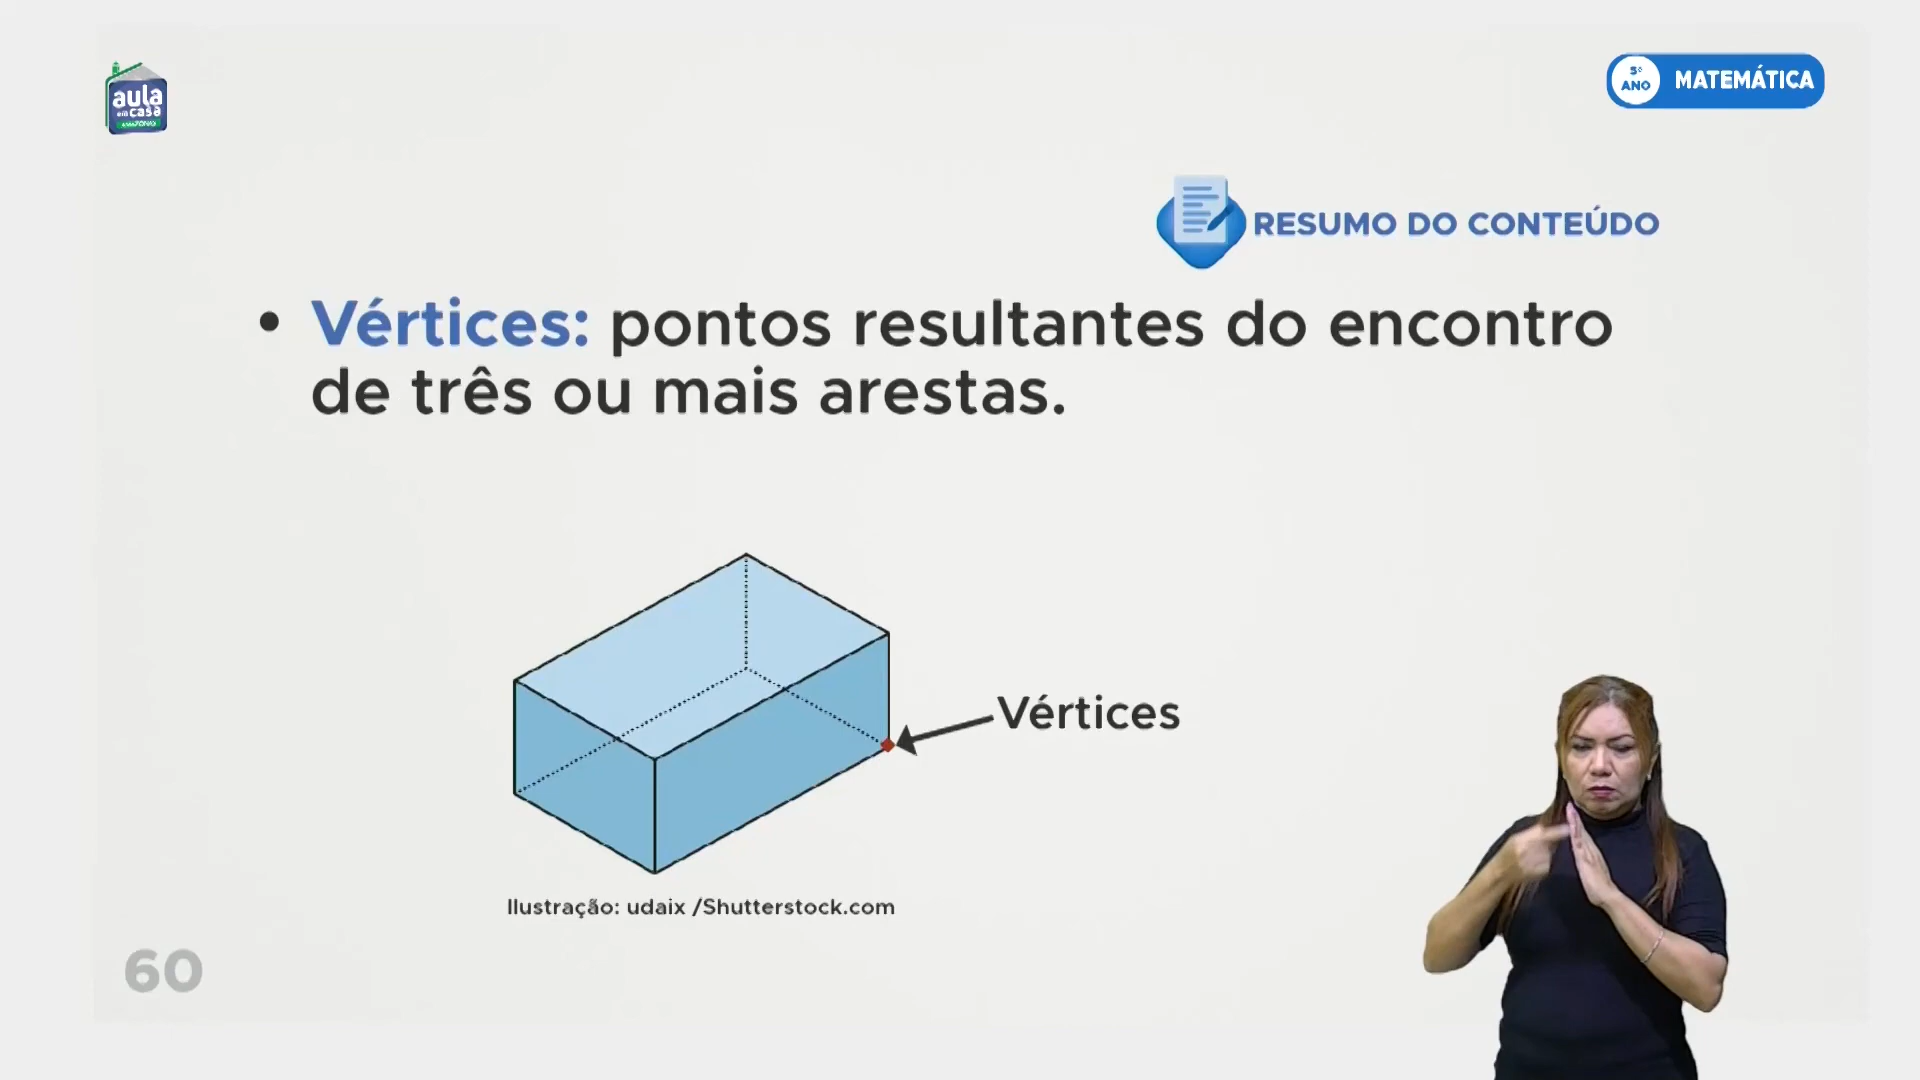 aula
em casa
5º
ANO
MATEMÁTICA
RESUMO DO CONTEÚDO
• Vértices: pontos resultantes do encontro
de três ou mais arestas.
Vértices
Ilustração: udaix /Shutterstock.com
60